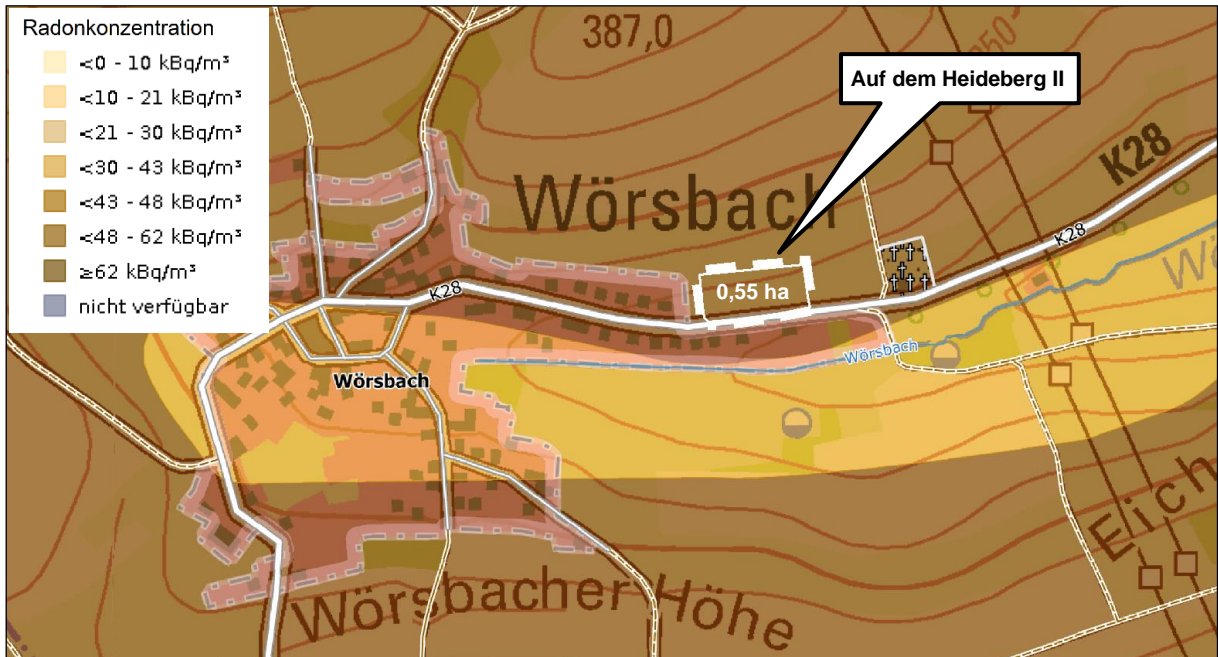 Radonkonzentration
<0 - 10 kBq/m³
<10 - 21 kBq/m³
<21 - 30 kBq/m³
<30 - 43 kBq/m³
<43 - 48 kBq/m³
<48 - 62 kBq/m³
≥62 kBq/m³
nicht verfügbar
387,0
Auf dem Heideberg II
K28
Wörsbach
K28
K28
0,55 ha
Wörsbach
Wörsbach
Wörsbacher Höhe
Eich